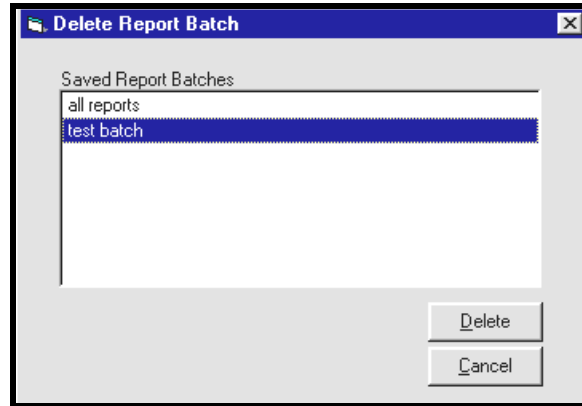 Delete Report Batch
Saved Report Batches
all reports
test batch
Delete
Cancel